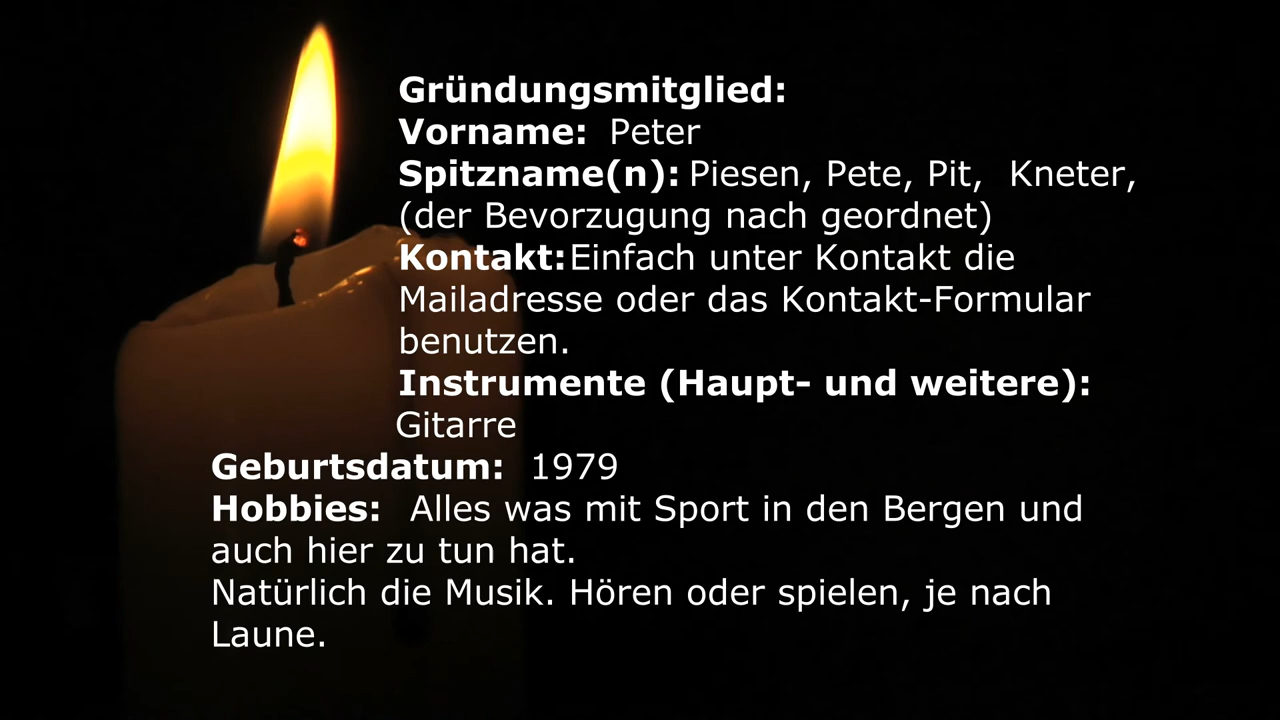 Gründungsmitglied:
Vorname: Peter
Spitzname(n): Piesen, Pete, Pit, Kneter,
(der Bevorzugung nach geordnet)
Kontakt:Einfach unter Kontakt die
Mailadresse oder das Kontakt-Formular
benutzen.
Instrumente (Haupt- und weitere):
Gitarre
Geburtsdatum: 1979
Hobbies: Alles was mit Sport in den Bergen und
auch hier zu tun hat.
Natürlich die Musik. Hören oder spielen, je nach
Laune.